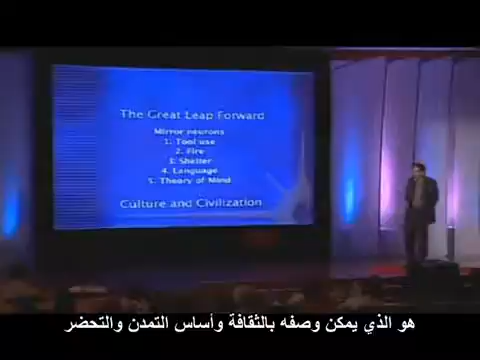 The Great Leap Forward
Mirror neurons
1. Tool use
2. Fire
3. Shelter
4. Language
5. Theory of Mind
Culture and Civilization
هو الذي يمكن وصفه بالثقافة وأساس التمدن والتحضر